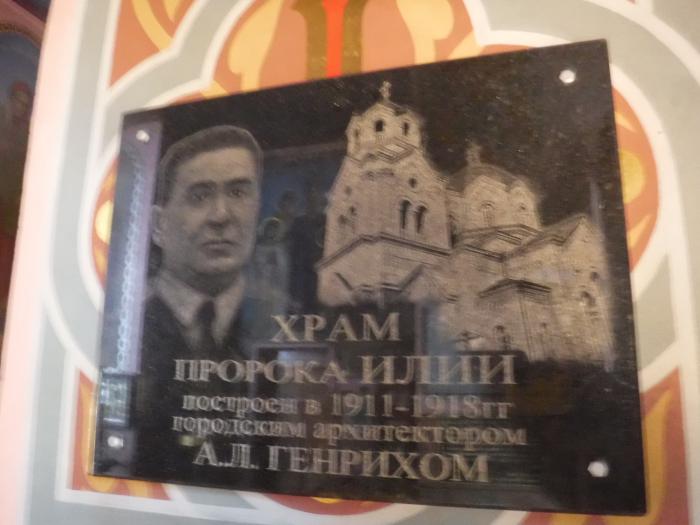 ХРАМ
ПРОРОКА ИЛИИ
построен в 1911-1918гг
городским архитектором
А.Л. ГЕНРИХОМ